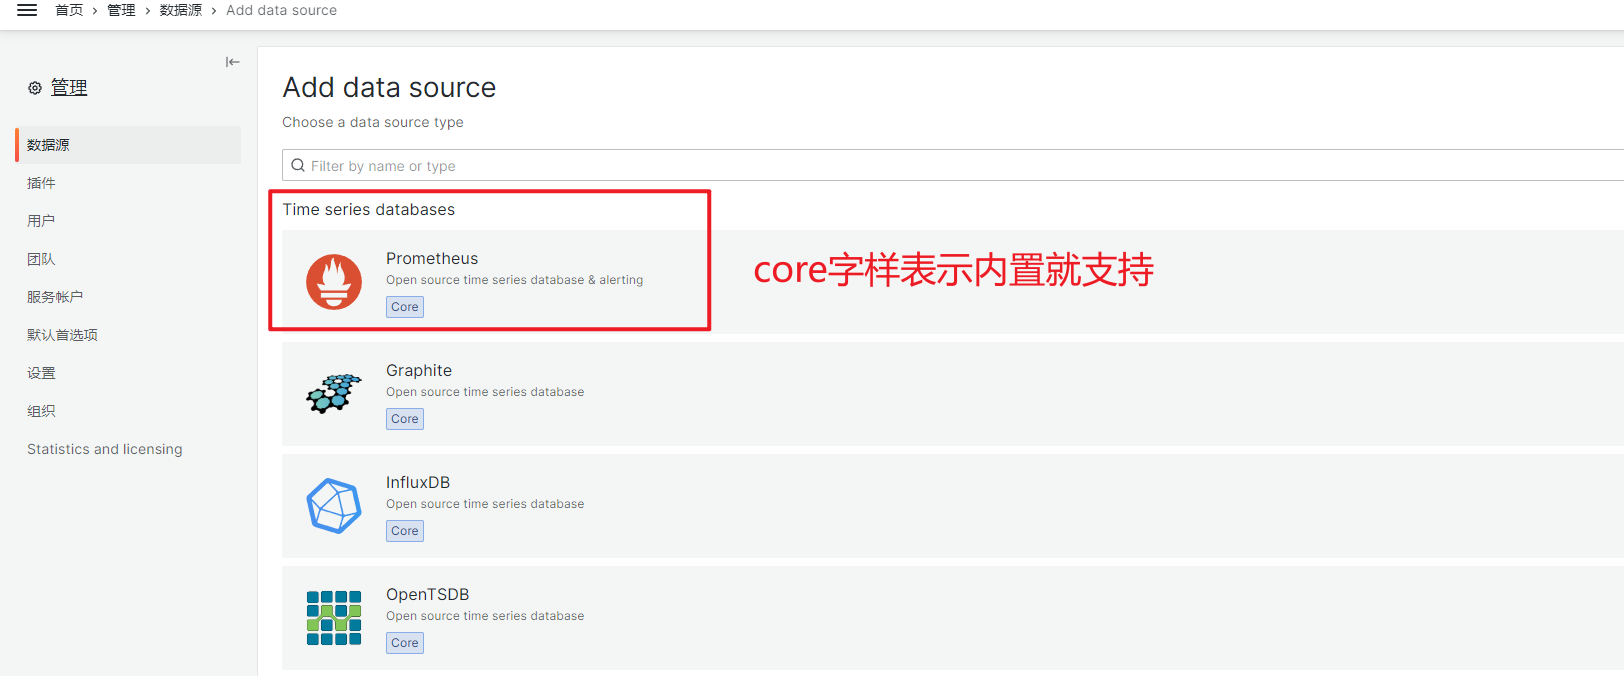 首页 › 管理 › 数据源 › Add data source
管理
数据源
插件
用户
团队
服务帐户
默认首选项
设置
组织
Statistics and licensing
Add data source
Choose a data source type
Filter by name or type
Time series databases
Prometheus
Open source time series database & alerting
Core
core字样表示内置就支持
Graphite
Open source time series database
Core
InfluxDB
Open source time series database
Core
OpenTSDB
Open source time series database
Core